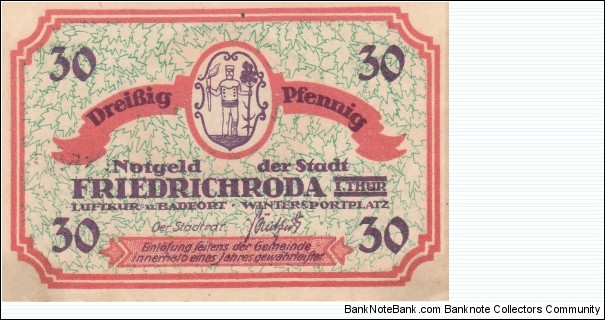 30
30
Dreißig
Pfennig
Notgeld der Stadt
FRIEDRICHRODA I. THÜR
LUFTKUR- u. BADEORT - WINTERSPORTPLATZ
Der Stadtrat:
30
30
Einlösung seitens der Gemeinde
innerhalb eines Jahres gewährleistet
BankNoteBank.com - Banknote Collectors Community